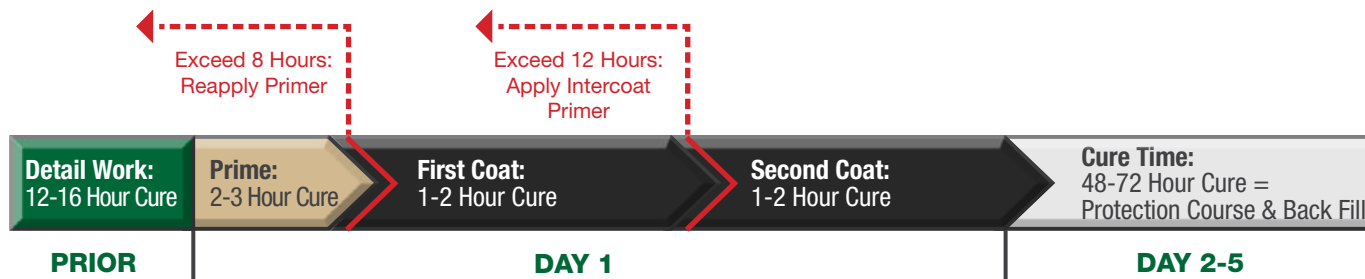 Exceed 8 Hours:
Reapply Primer
Exceed 12 Hours:
Apply Intercoat
Primer
Detail Work:
12-16 Hour Cure
Prime:
2-3 Hour Cure
First Coat:
1-2 Hour Cure
Second Coat:
1-2 Hour Cure
Cure Time:
48-72 Hour Cure =
Protection Course & Back Fill
PRIOR
DAY 1
DAY 2-5